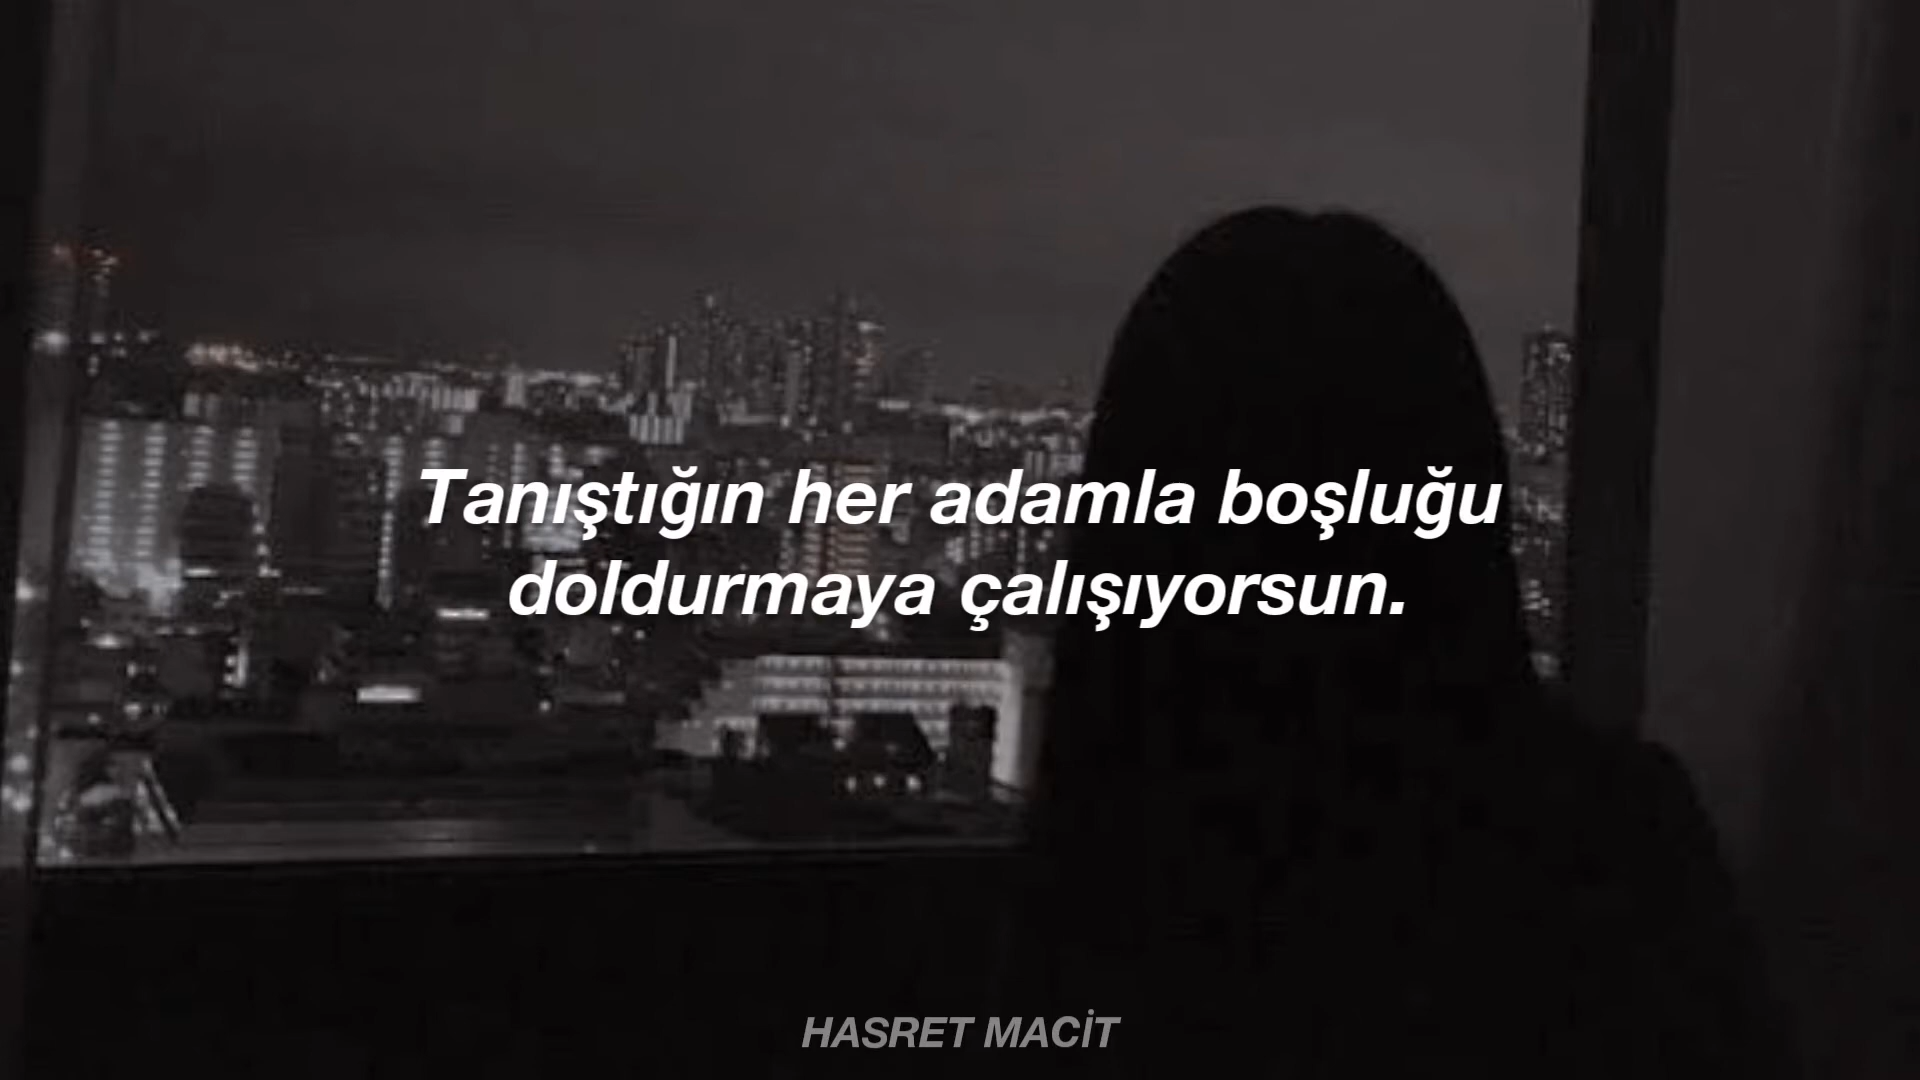 Tanıştığın her adamla boşluğu
doldurmaya çalışıyorsun.
HASRET MACİT